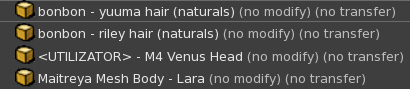 bonbon - yuuma hair (naturals) (no modify) (no transfer)
bonbon - riley hair (naturals) (no modify) (no transfer)
<UTILIZATOR> - M4 Venus Head (no modify) (no transfer)
Maitreya Mesh Body - Lara (no modify) (no transfer)